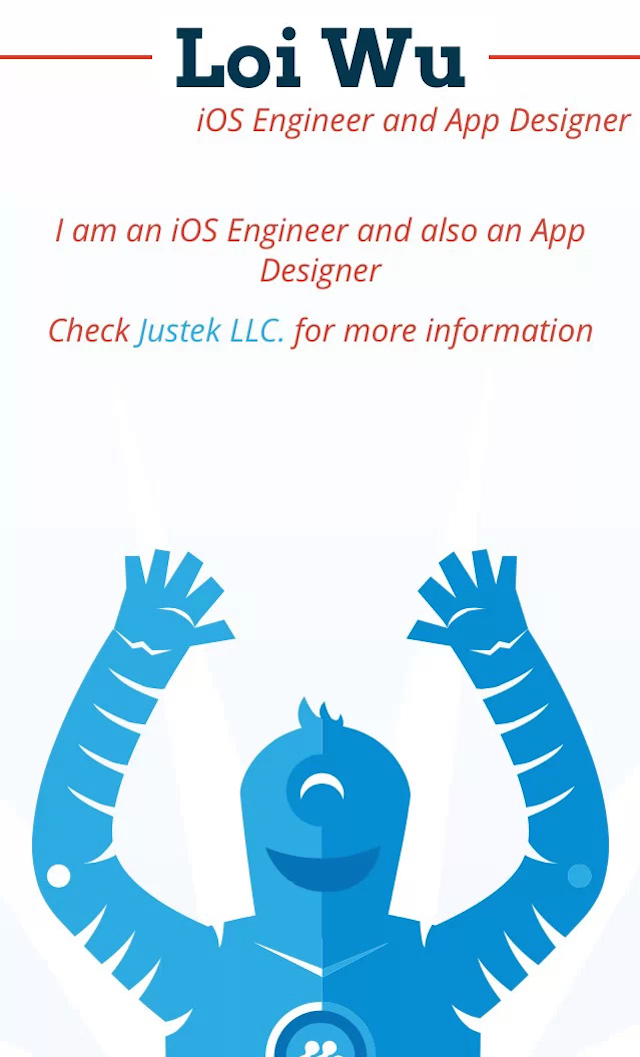 Loi Wu
iOS Engineer and App Designer
I am an iOS Engineer and also an App
Designer
Check Justek LLC. for more information